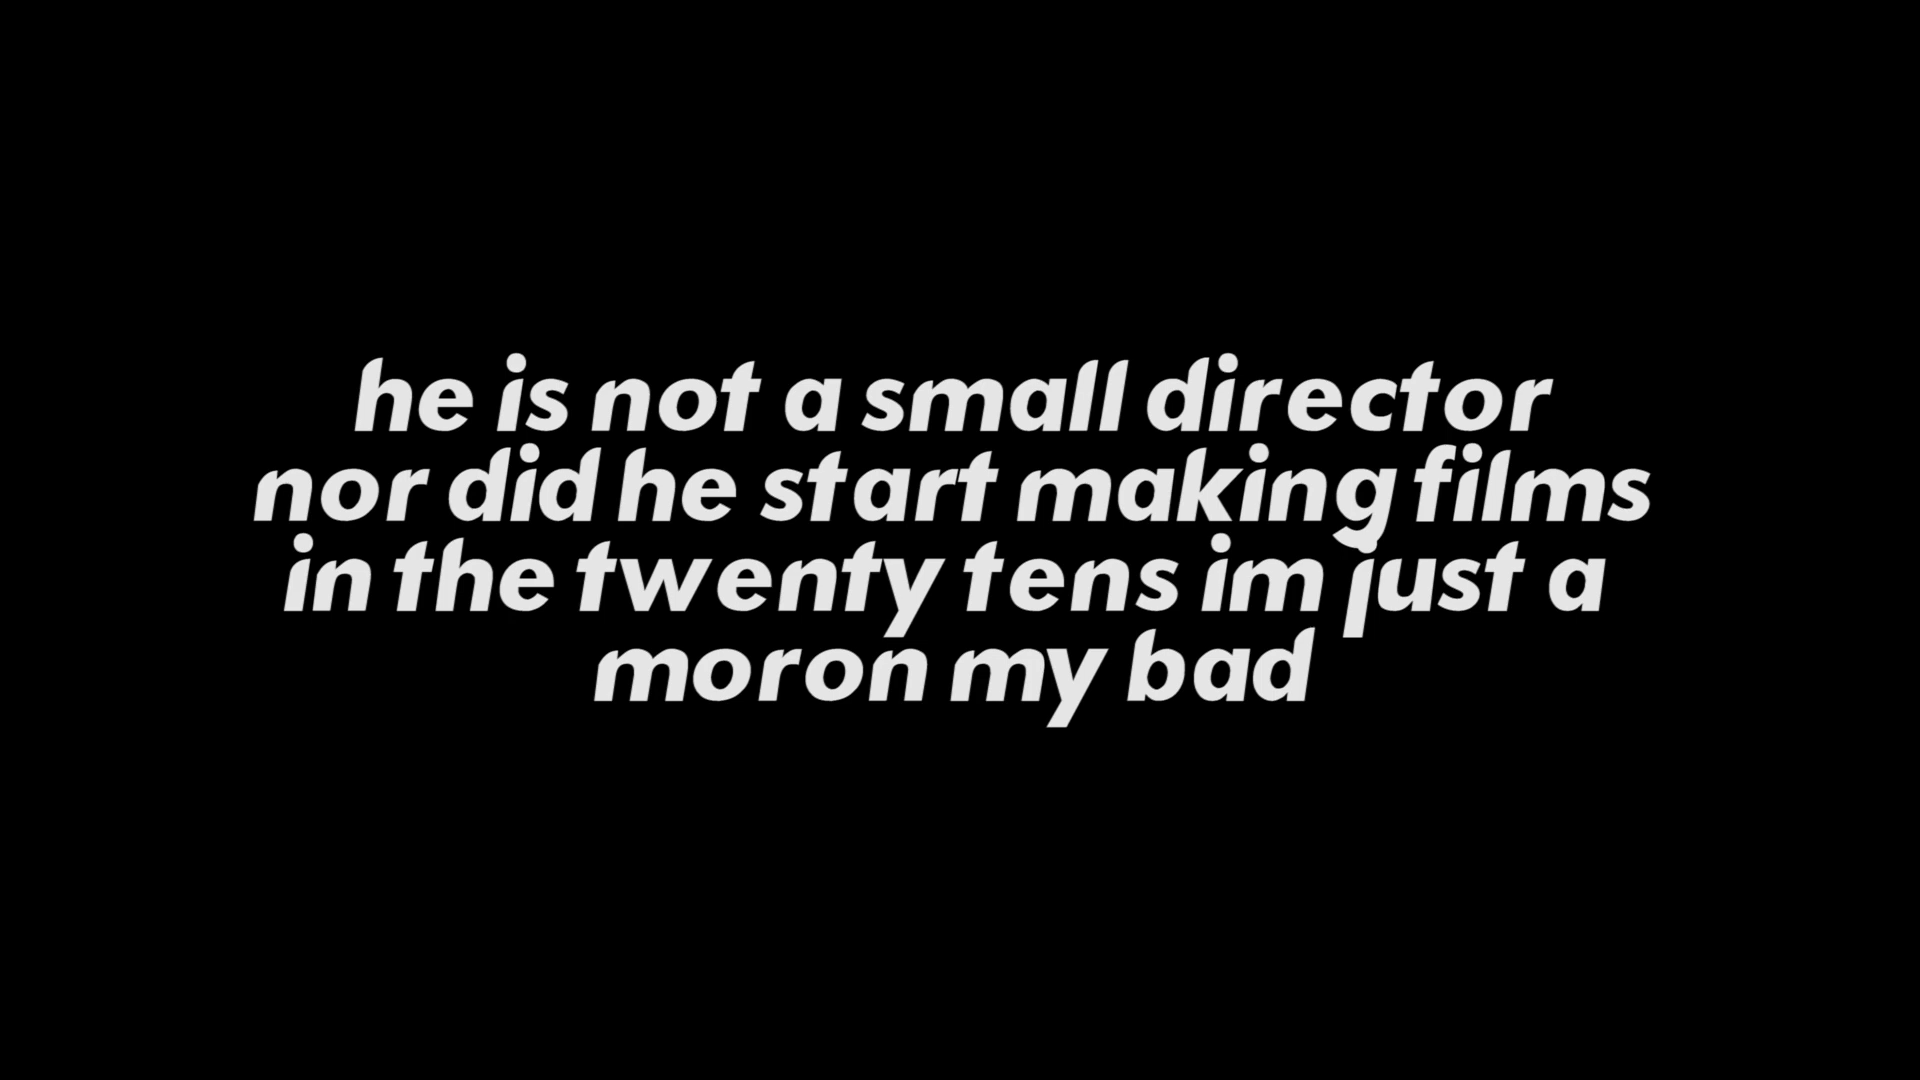 he is not a small director
nor did he start making films
in the twenty tens im just a
moron my bad